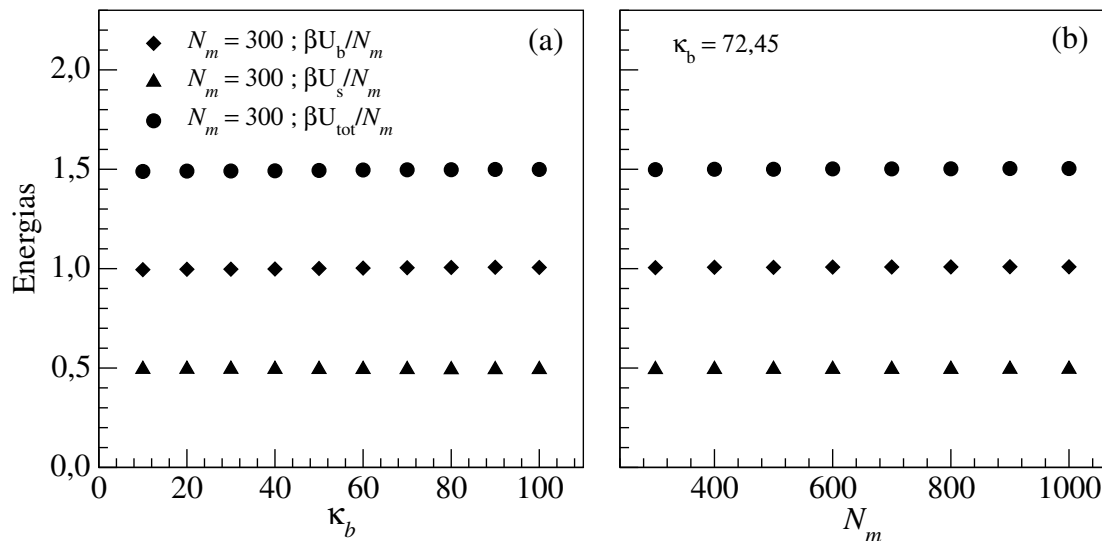 (a)
N_m = 300 ; βU_b/N_m
N_m = 300 ; βU_s/N_m
N_m = 300 ; βU_tot/N_m
Energias
2,0
1,5
1,0
0,5
0,0
0 20 40 60 80 100
κ_b
(b)
κ_b = 72,45
400 600 800 1000
N_m